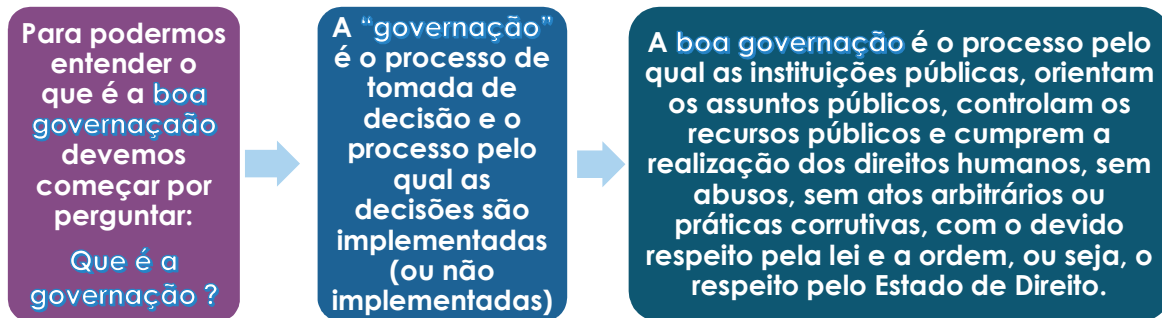 Para podermos
entender o
que é a boa
governaçaão
devemos
começar por
perguntar:
Que é a
governação ?
A “governação”
é o processo de
tomada de
decisão e o
processo pelo
qual as
decisões são
implementadas
(ou não
implementadas)
A boa governação é o processo pelo
qual as instituições públicas, orientam
os assuntos públicos, controlam os
recursos públicos e cumprem a
realização dos direitos humanos, sem
abusos, sem atos arbitrários ou
práticas corrutivas, com o devido
respeito pela lei e a ordem, ou seja, o
respeito pelo Estado de Direito.